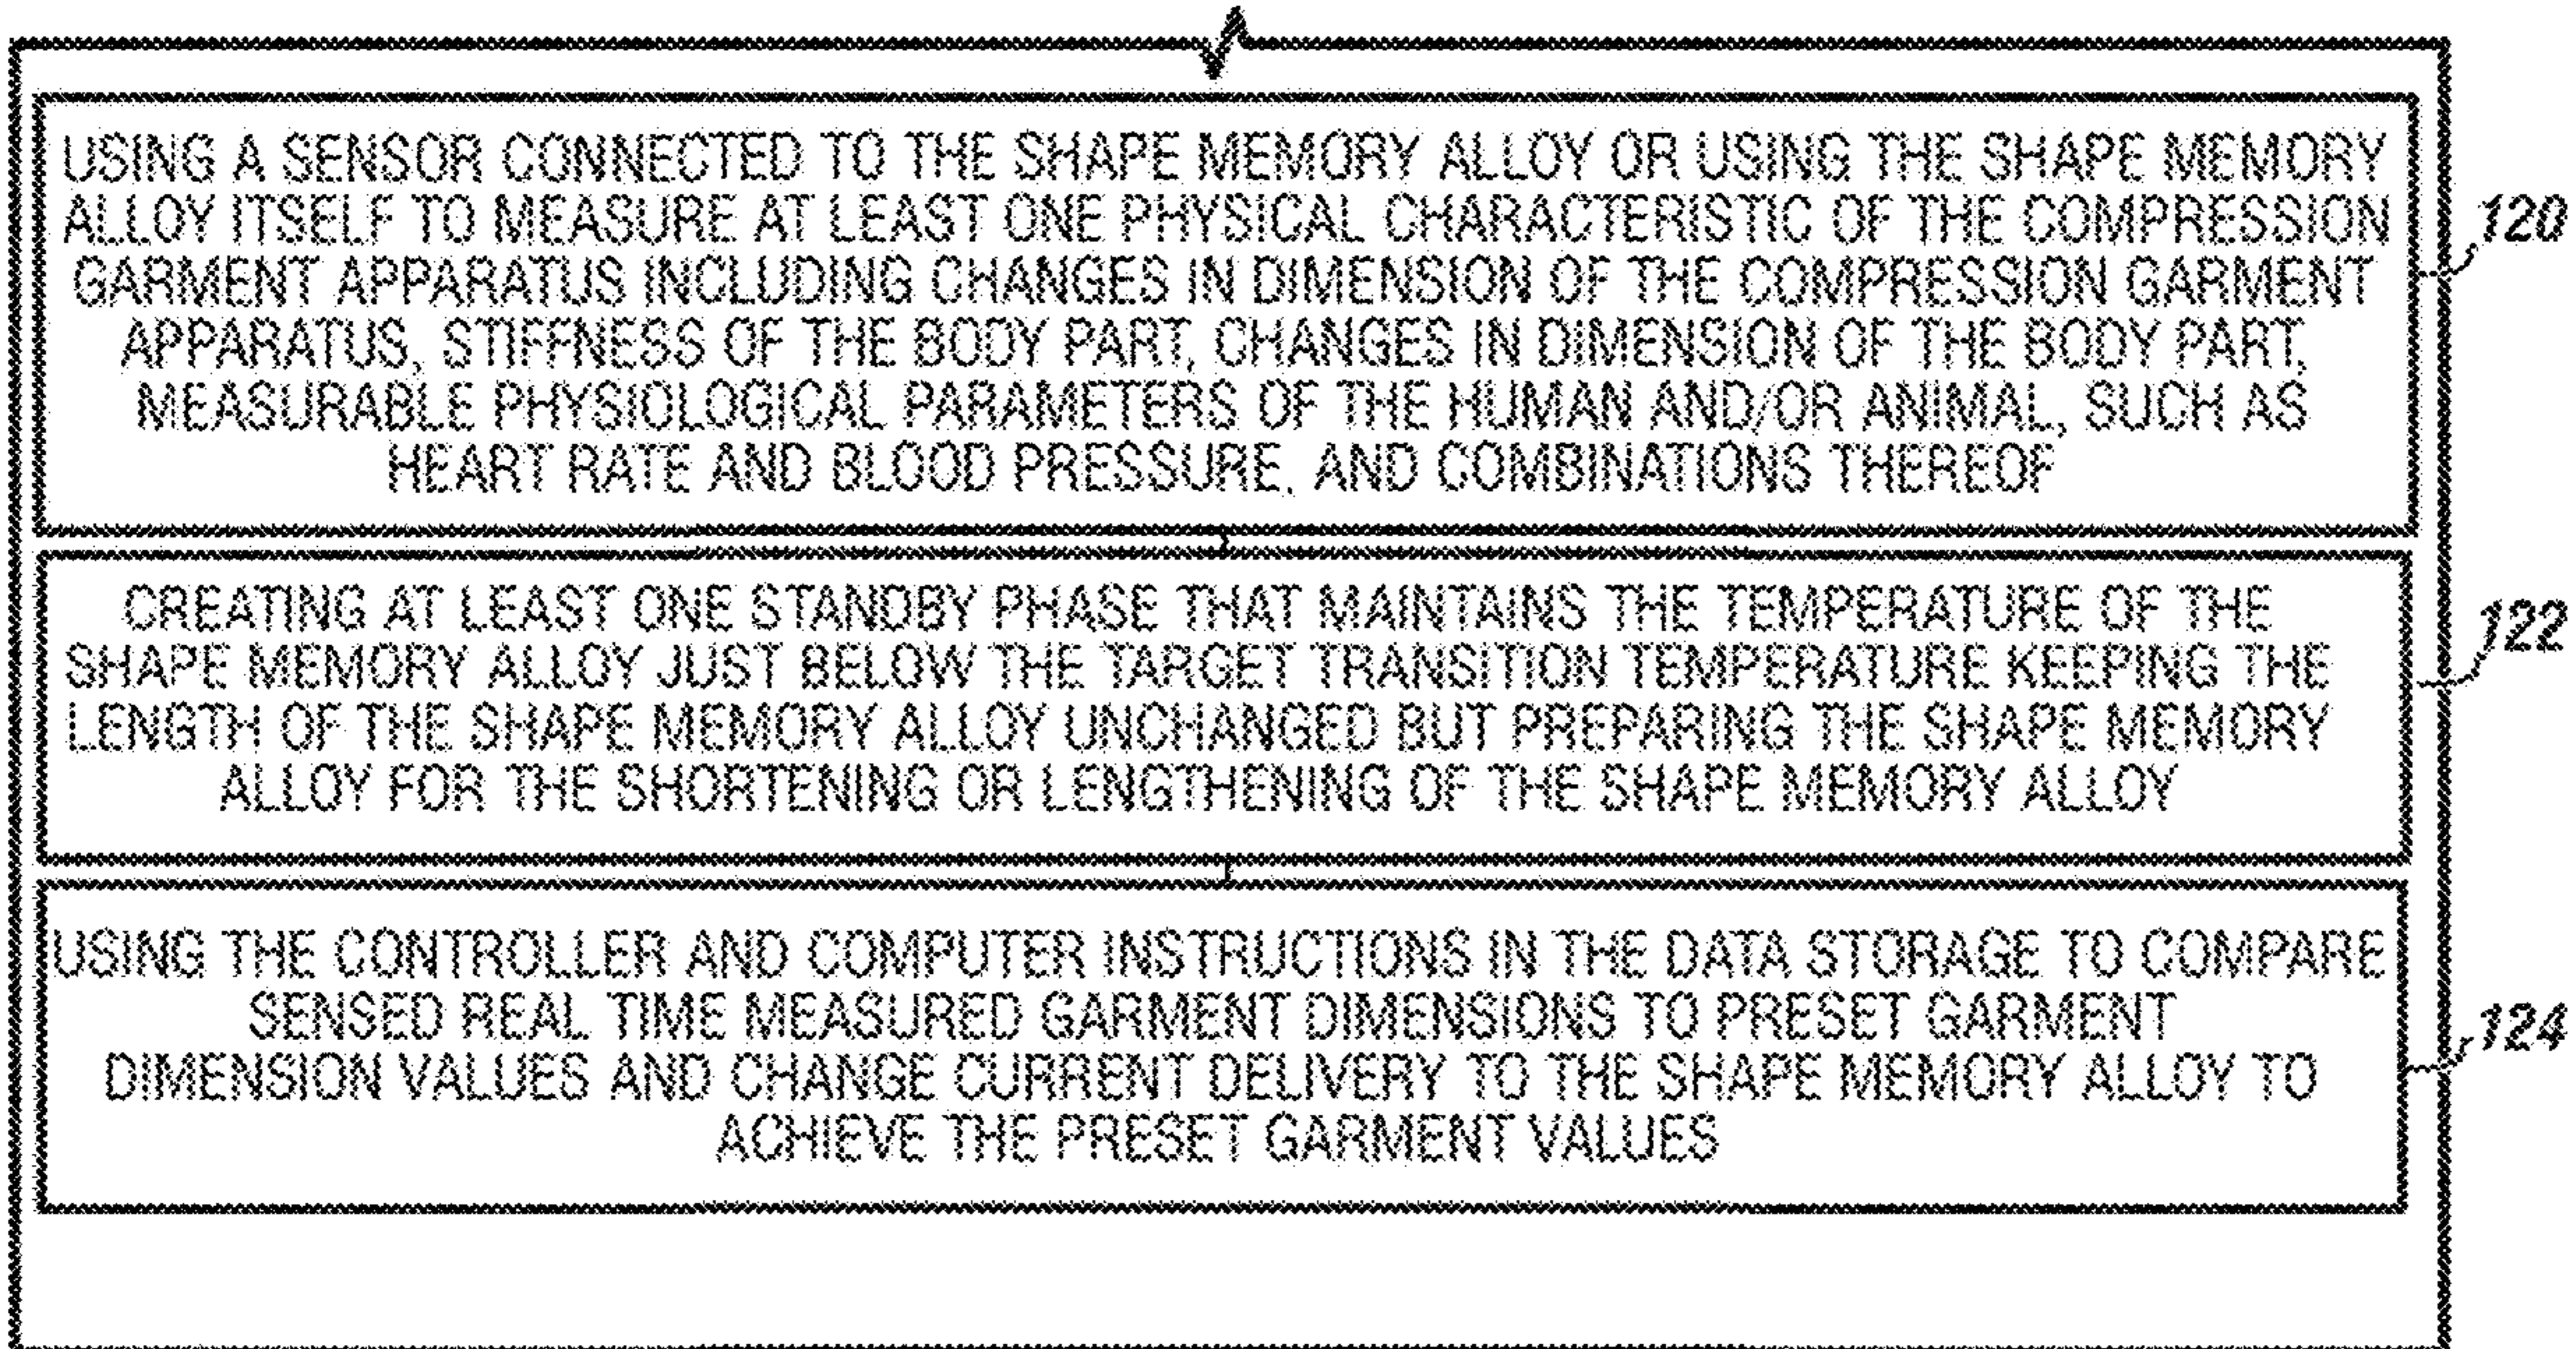 USING A SENSOR CONNECTED TO THE SHAPE MEMORY ALLOY OR USING THE SHAPE MEMORY
ALLOY ITSELF TO MEASURE AT LEAST ONE PHYSICAL CHARACTERISTIC OF THE COMPRESSION
GARMENT APPARATUS INCLUDING CHANGES IN DIMENSION OF THE COMPRESSION GARMENT
APPARATUS, STIFFNESS OF THE BODY PART, CHANGES IN DIMENSION OF THE BODY PART,
MEASURABLE PHYSIOLOGICAL PARAMETERS OF THE HUMAN AND/OR ANIMAL, SUCH AS
HEART RATE AND BLOOD PRESSURE, AND COMBINATIONS THEREOF
120
CREATING AT LEAST ONE STANDBY PHASE THAT MAINTAINS THE TEMPERATURE OF THE
SHAPE MEMORY ALLOY JUST BELOW THE TARGET TRANSITION TEMPERATURE KEEPING THE
LENGTH OF THE SHAPE MEMORY ALLOY UNCHANGED BUT PREPARING THE SHAPE MEMORY
ALLOY FOR THE SHORTENING OR LENGTHENING OF THE SHAPE MEMORY ALLOY
122
USING THE CONTROLLER AND COMPUTER INSTRUCTIONS IN THE DATA STORAGE TO COMPARE
SENSED REAL TIME MEASURED GARMENT DIMENSIONS TO PRESET GARMENT
DIMENSION VALUES AND CHANGE CURRENT DELIVERY TO THE SHAPE MEMORY ALLOY TO
ACHIEVE THE PRESET GARMENT VALUES
124